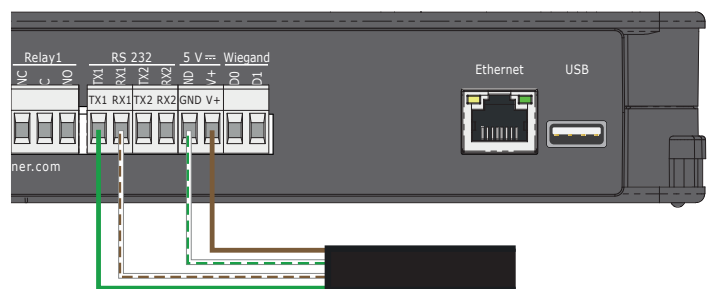 Relay1 RS 232 5 V⎓ Wiegand
NC C NO TX1 RX1 TX2 RX2 ND V+ D0 D1
TX1 RX1 TX2 RX2 GND V+
Ethernet USB
ner.com